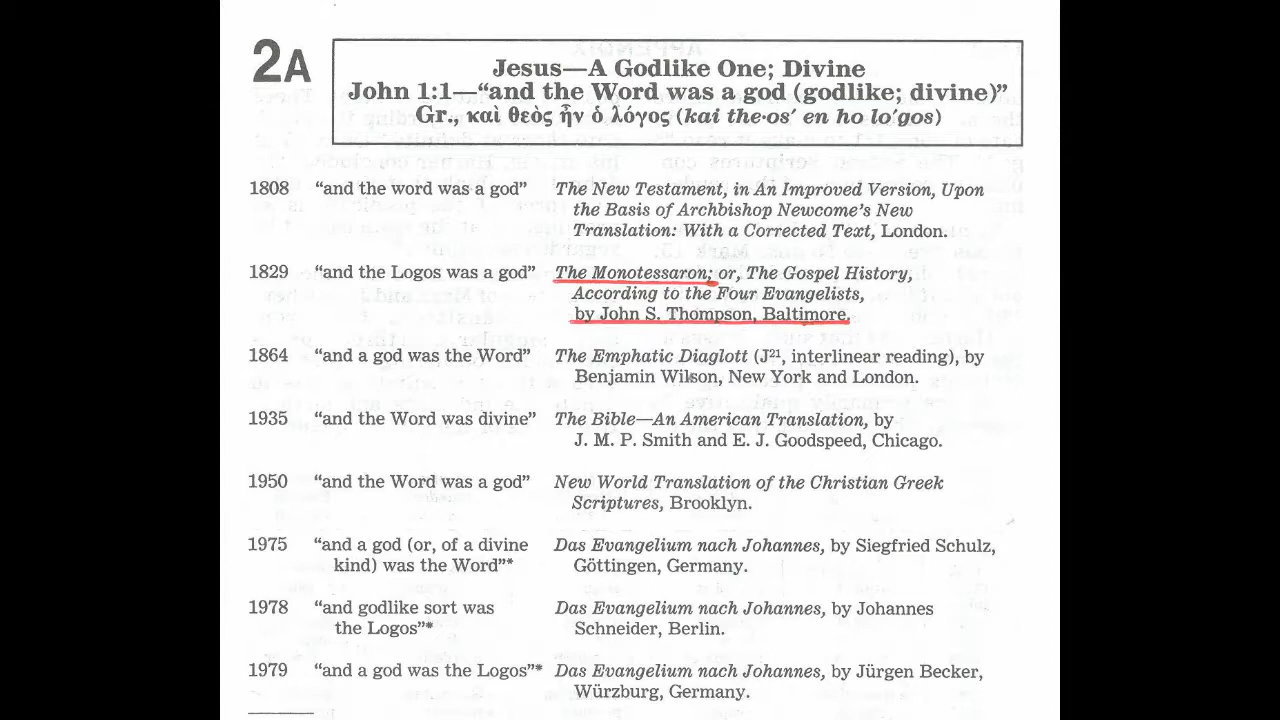 2A
Jesus—A Godlike One; Divine
John 1:1—“and the Word was a god (godlike; divine)”
Gr., καὶ θεὸς ἦν ὁ λόγος (kai the·os′ en ho lo′gos)
1808 “and the word was a god” The New Testament, in An Improved Version, Upon
the Basis of Archbishop Newcome’s New
Translation: With a Corrected Text, London.
1829 “and the Logos was a god” The Monotessaron; or, The Gospel History,
According to the Four Evangelists,
by John S. Thompson, Baltimore.
1864 “and a god was the Word” The Emphatic Diaglott (J²¹, interlinear reading), by
Benjamin Wilson, New York and London.
1935 “and the Word was divine” The Bible—An American Translation, by
J. M. P. Smith and E. J. Goodspeed, Chicago.
1950 “and the Word was a god” New World Translation of the Christian Greek
Scriptures, Brooklyn.
1975 “and a god (or, of a divine Das Evangelium nach Johannes, by Siegfried Schulz,
kind) was the Word”* Göttingen, Germany.
1978 “and godlike sort was Das Evangelium nach Johannes, by Johannes
the Logos”* Schneider, Berlin.
1979 “and a god was the Logos”* Das Evangelium nach Johannes, by Jürgen Becker,
Würzburg, Germany.